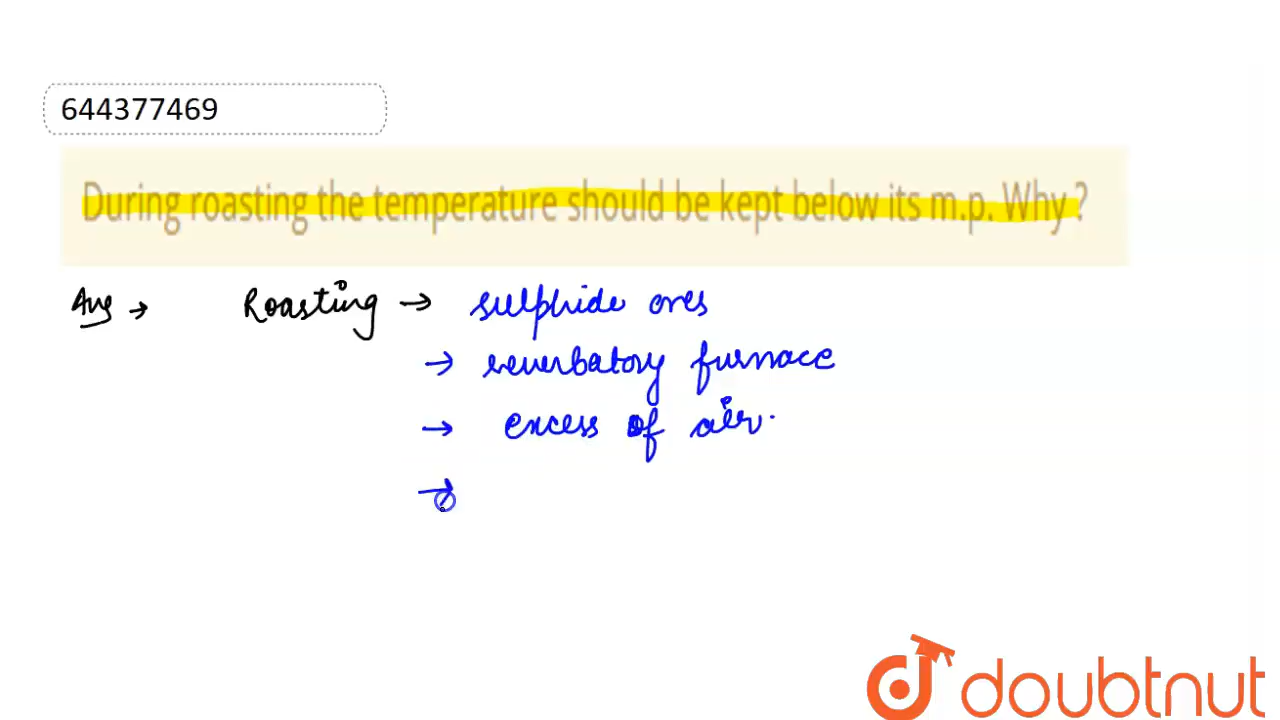 644377469
During roasting the temperature should be kept below its m.p. Why ?
Ans → Roasting → sulphide ores
→ reverbatory furnace
→ excess of air.
→
doubtnut